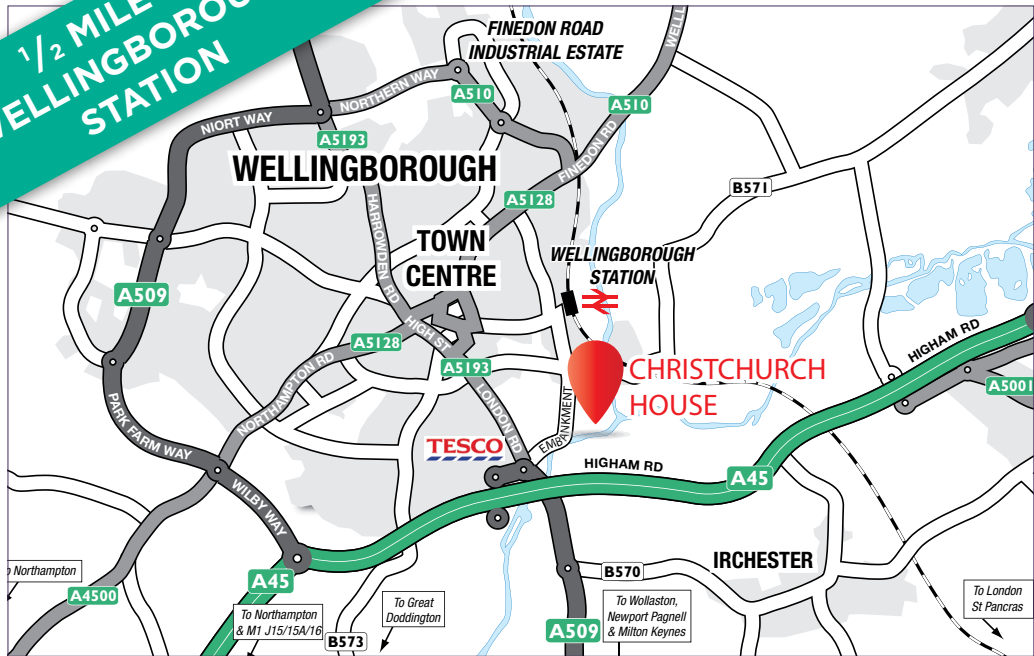 1/2 MILE
STATION
FINEDON ROAD
INDUSTRIAL ESTATE
NORTHERN WAY
A510
A510
NIORT WAY
A5193
FINEDON RD
WELLINGBOROUGH
B571
A5128
HARROWDEN RD
TOWN
CENTRE
WELLINGBOROUGH
STATION
A509
HIGH ST
HIGHAM RD
A5128
A5193
CHRISTCHURCH
HOUSE
A5001
NORTHAMPTON RD
LONDON RD
EMBANKMENT
PARK FARM WAY
TESCO
HIGHAM RD
A45
WILBY WAY
IRCHESTER
B570
Northampton
A45
A4500
To Northampton
& M1 J15/15A/16
To Great
Doddington
To Wollaston,
Newport Pagnell
& Milton Keynes
To London
St Pancras
A509
B573